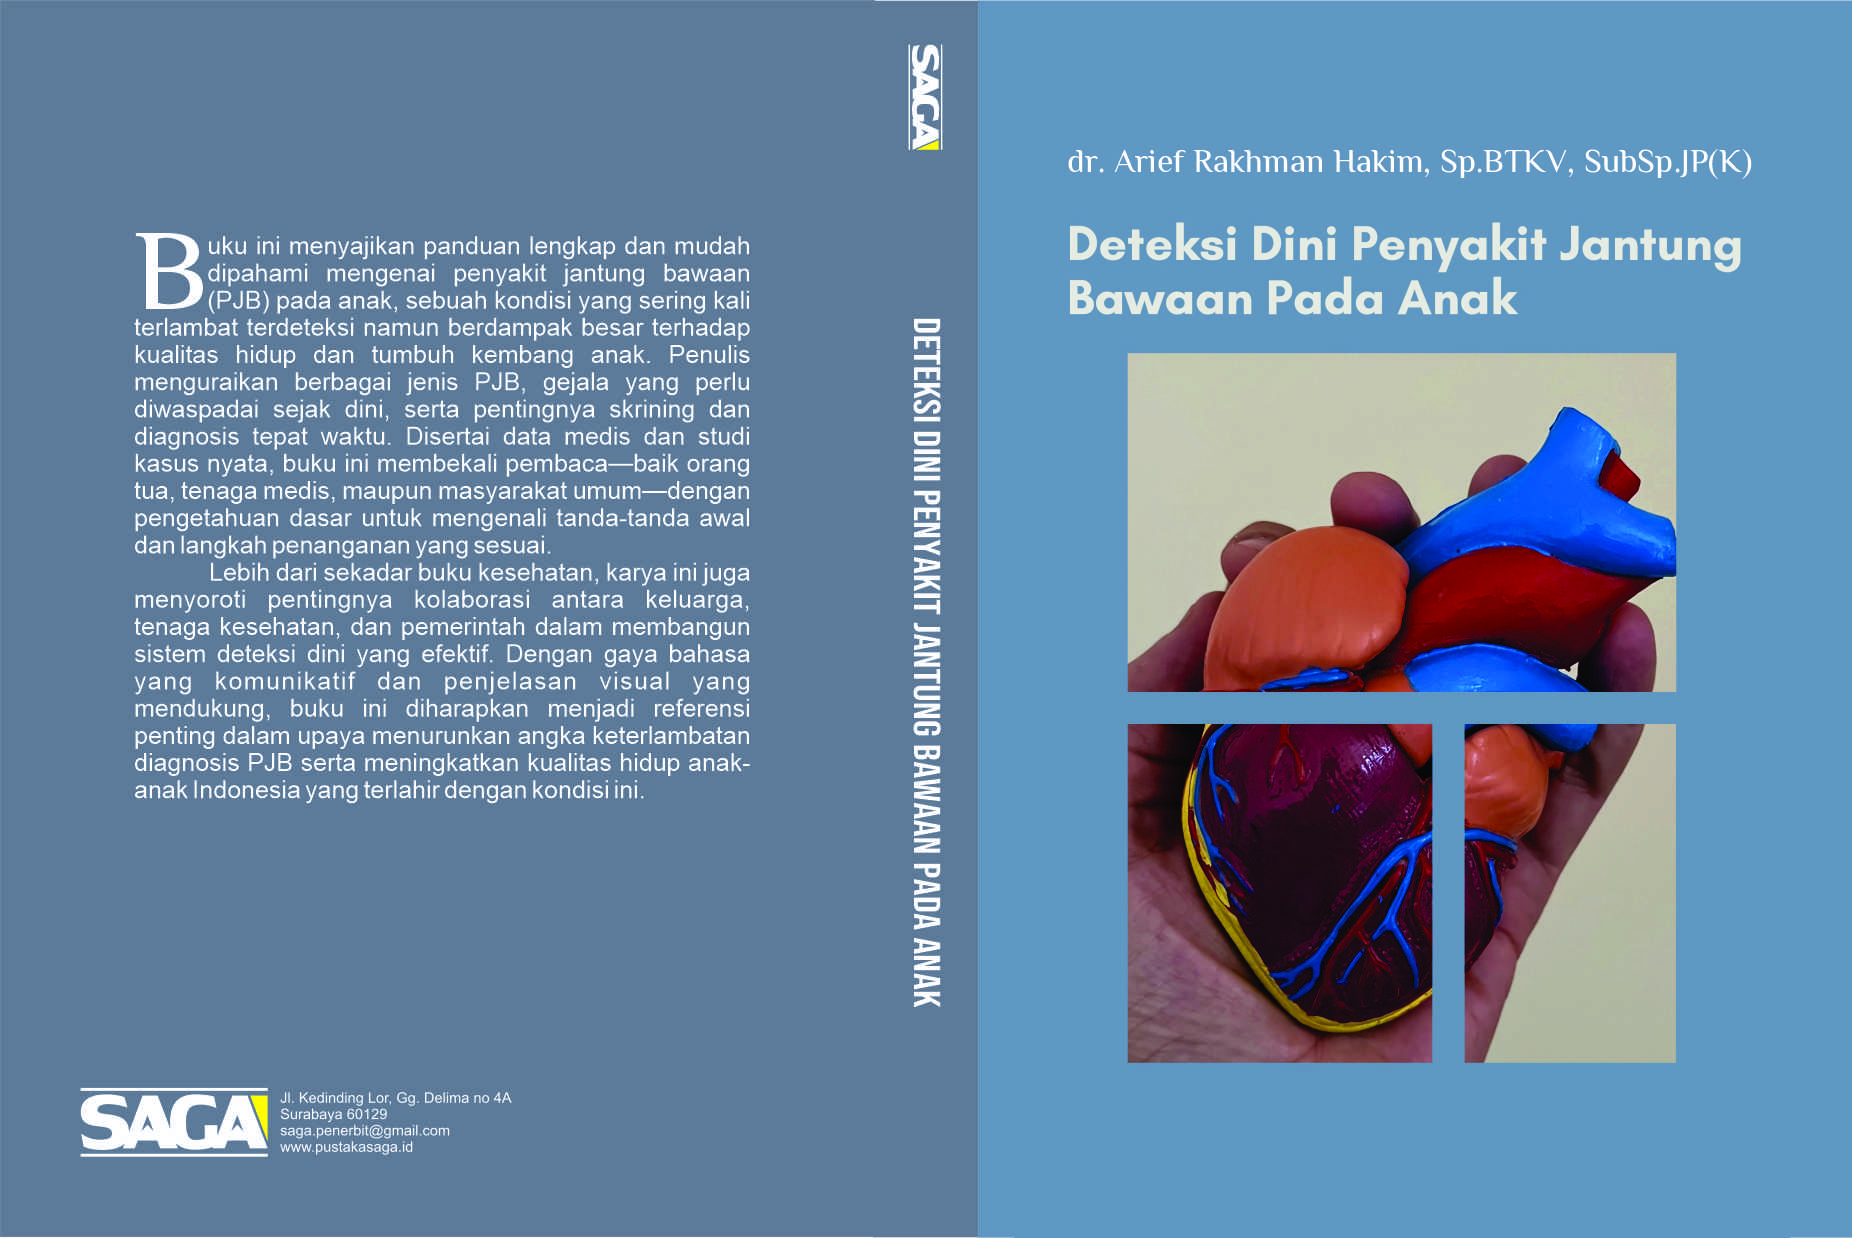 Buku ini menyajikan panduan lengkap dan mudah
dipahami mengenai penyakit jantung bawaan
(PJB) pada anak, sebuah kondisi yang sering kali
terlambat terdeteksi namun berdampak besar terhadap
kualitas hidup dan tumbuh kembang anak. Penulis
menguraikan berbagai jenis PJB, gejala yang perlu
diwaspadai sejak dini, serta pentingnya skrining dan
diagnosis tepat waktu. Disertai data medis dan studi
kasus nyata, buku ini membekali pembaca—baik orang
tua, tenaga medis, maupun masyarakat umum—dengan
pengetahuan dasar untuk mengenali tanda-tanda awal
dan langkah penanganan yang sesuai.
Lebih dari sekadar buku kesehatan, karya ini juga
menyoroti pentingnya kolaborasi antara keluarga,
tenaga kesehatan, dan pemerintah dalam membangun
sistem deteksi dini yang efektif. Dengan gaya bahasa
yang komunikatif dan penjelasan visual yang
mendukung, buku ini diharapkan menjadi referensi
penting dalam upaya menurunkan angka keterlambatan
diagnosis PJB serta meningkatkan kualitas hidup anak-
anak Indonesia yang terlahir dengan kondisi ini.
SAGA
Jl. Kedinding Lor, Gg. Delima no 4A
Surabaya 60129
saga.penerbit@gmail.com
www.pustakasaga.id
SAGA
DETEKSI DINI PENYAKIT JANTUNG BAWAAN PADA ANAK
dr. Arief Rakhman Hakim, Sp.BTKV, SubSp.JP(K)
Deteksi Dini Penyakit Jantung
Bawaan Pada Anak